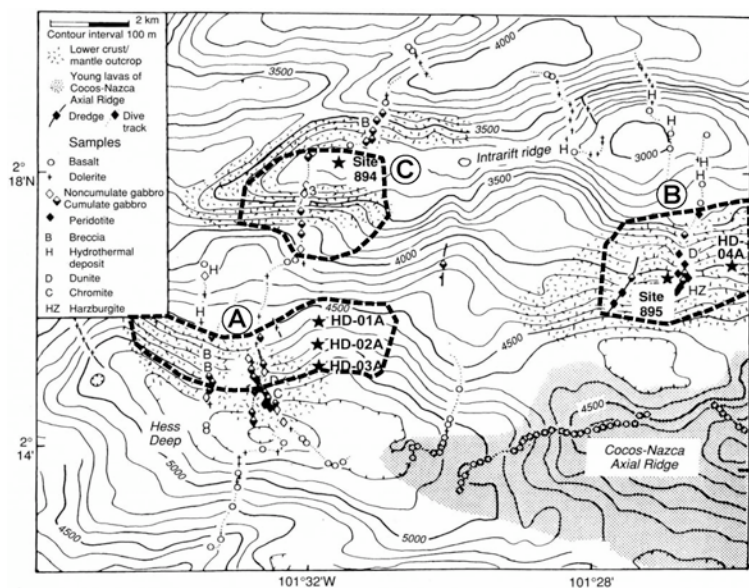 2 km
Contour interval 100 m
Lower crust/
mantle outcrop
Young lavas of
Cocos-Nazca
Axial Ridge
Dredge
Dive
track
Samples
Basalt
Dolerite
Noncumulate gabbro
Cumulate gabbro
Peridotite
B Breccia
H Hydrothermal
deposit
D Dunite
C Chromite
HZ Harzburgite
2°
18'N
2°
14'
101°32'W
101°28'
4000
3500
3500
3000
3500
Intrarift ridge
H
H
H
H
H
B
Site
894
C
3
B
4000
4000
HD-
04A
D
HZ
Site
895
H
H
A
4500
HD-01A
HD-02A
HD-03A
B
B
D
C
4500
4500
Hess
Deep
Cocos-Nazca
Axial Ridge
5000
5000
4500